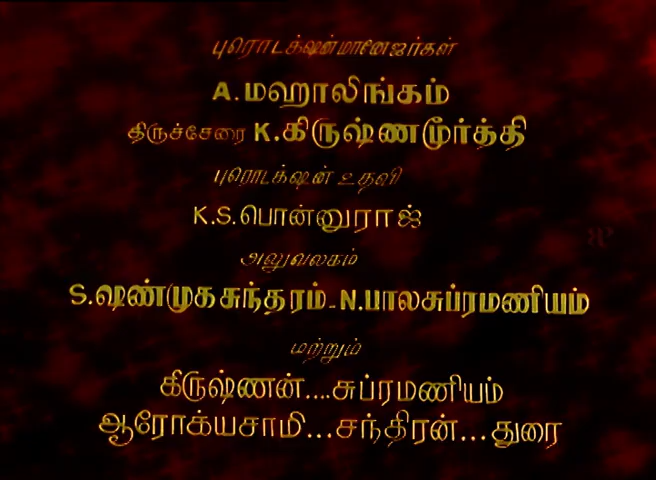 புரொடக்ஷன்மானேஜர்கள்
A.மஹாலிங்கம்
திருச்சேரை K.கிருஷ்ணமூர்த்தி
புரொடக்ஷன் உதவி
K.S.பொன்னுராஜ்
அலுவலகம்
S.ஷண்முகசுந்தரம்-N.பாலசுப்ரமணியம்
மற்றும்
கிருஷ்ணன்....சுப்ரமணியம்
ஆரோக்யசாமி...சந்திரன்...துரை